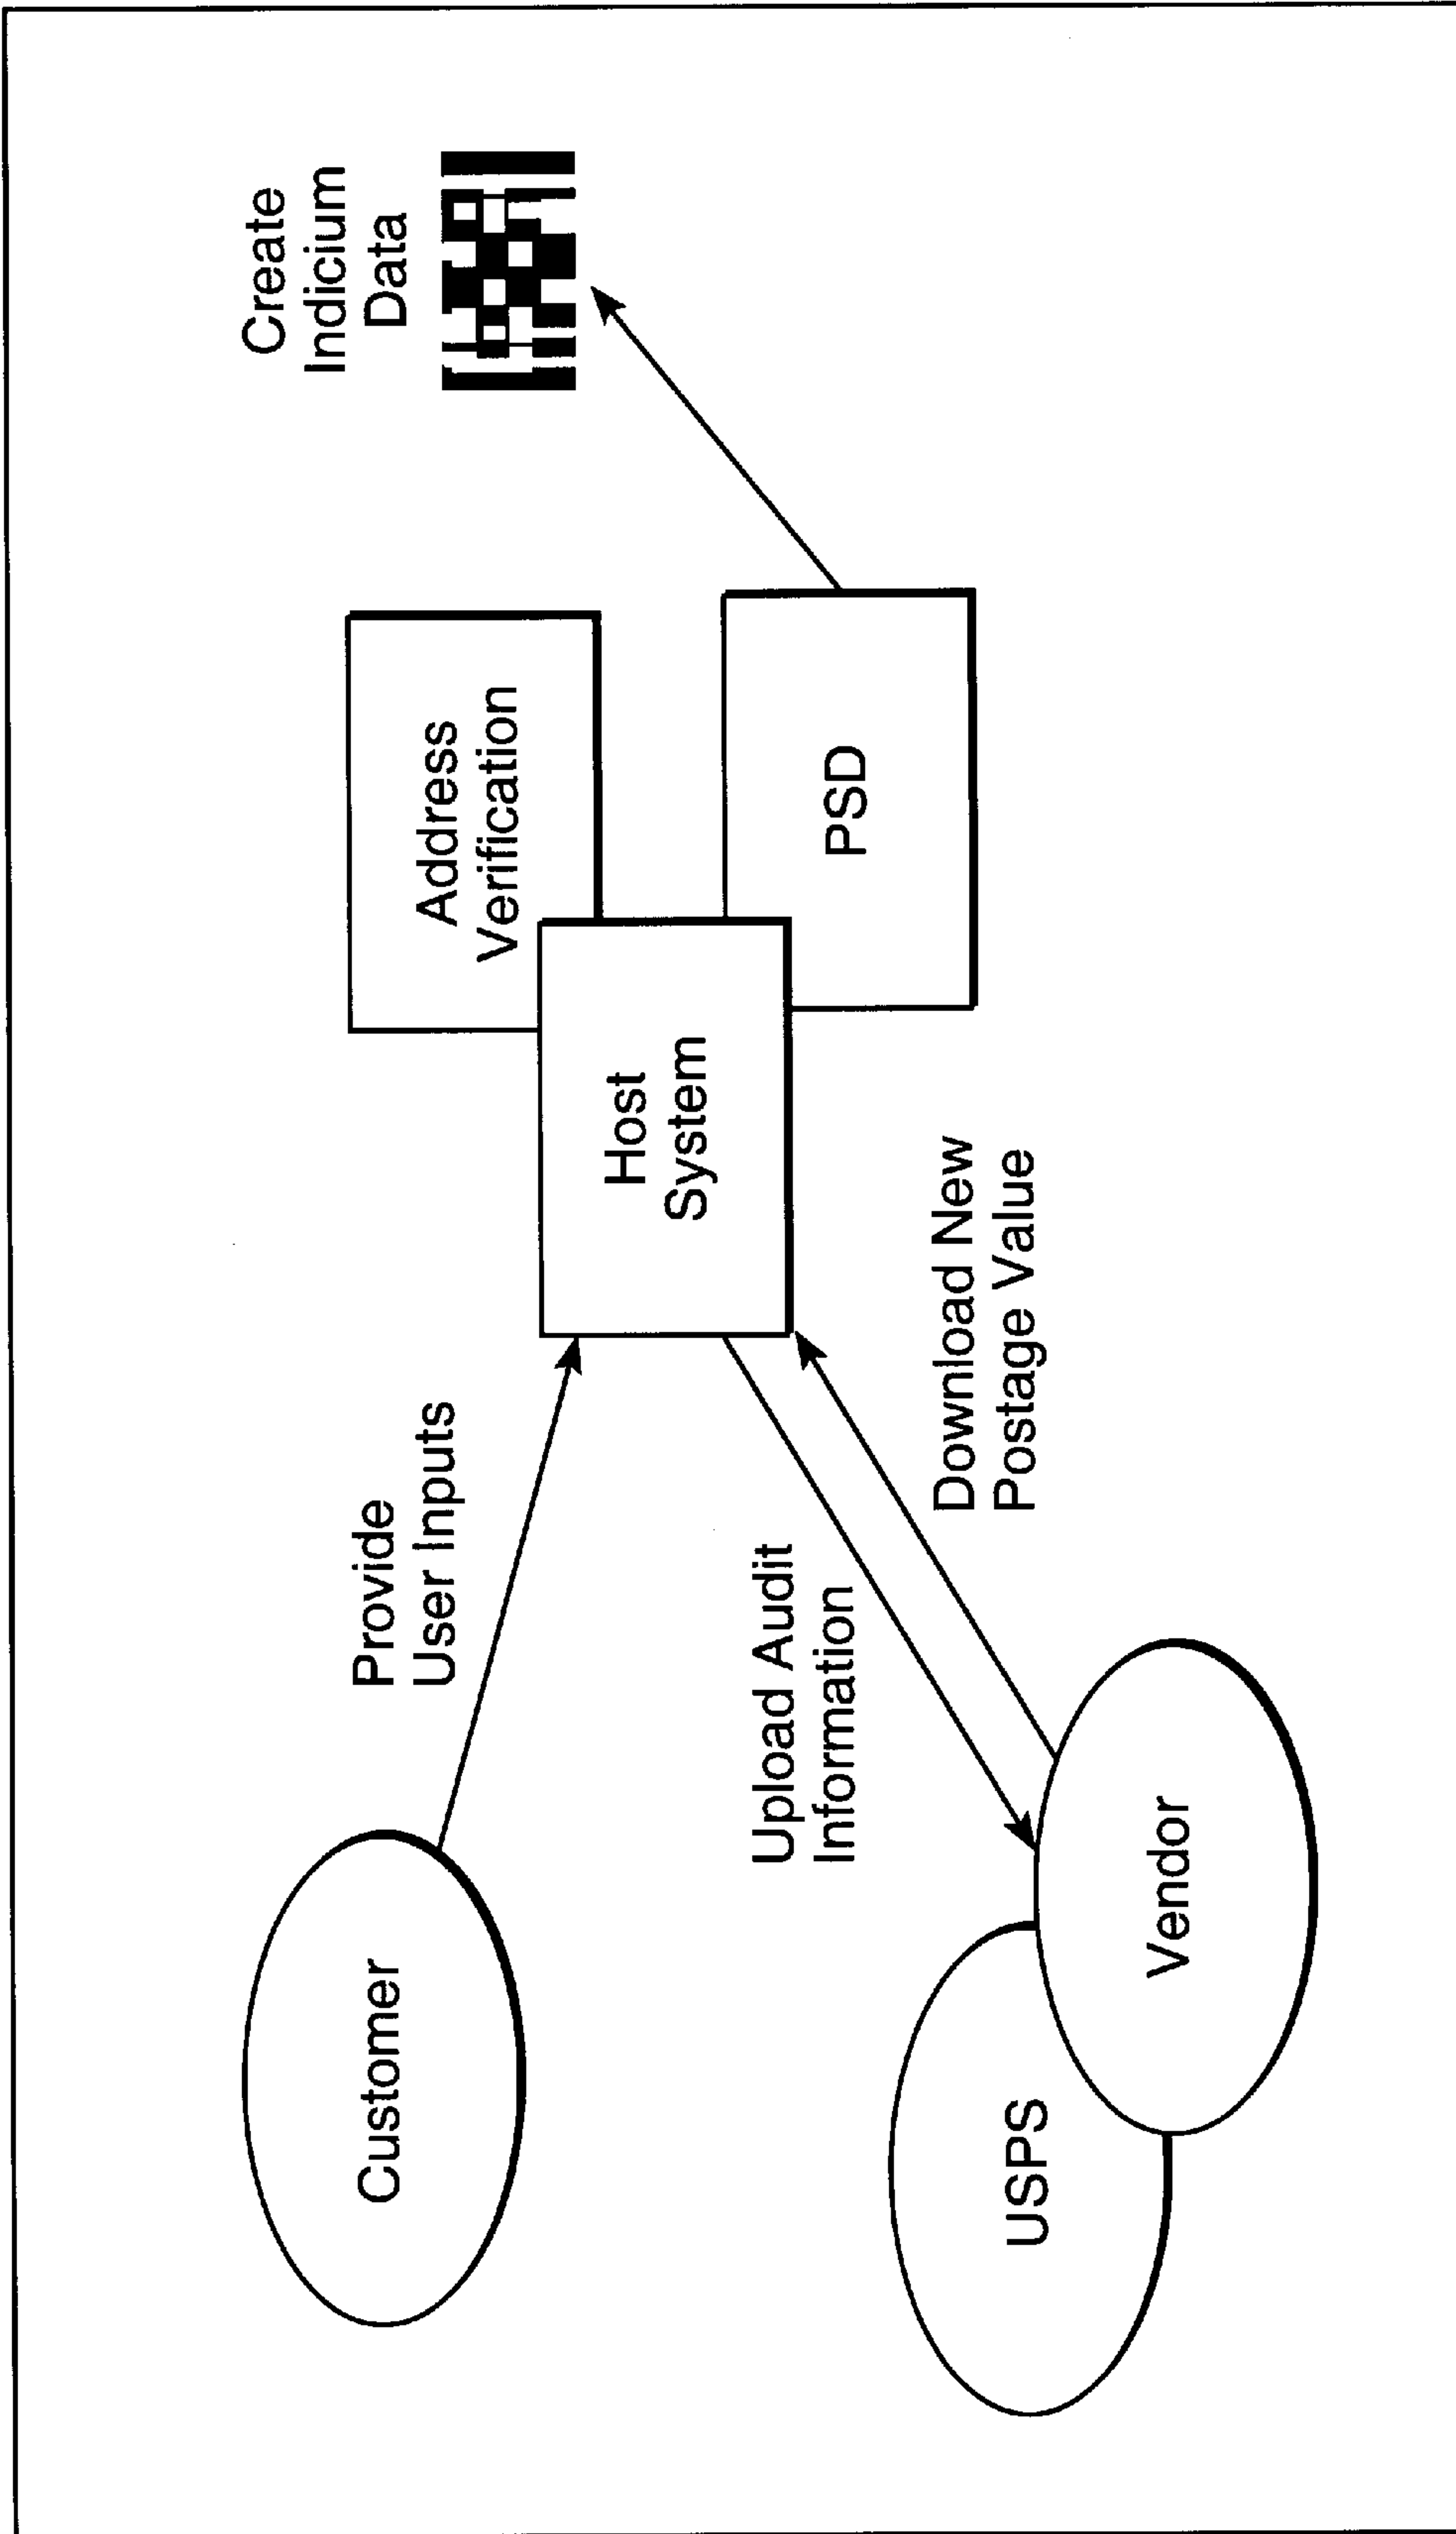 Create
Indicium
Data
Address
Verification
PSD
Host
System
Provide
User Inputs
Upload Audit
Information
Download New
Postage Value
Customer
USPS
Vendor